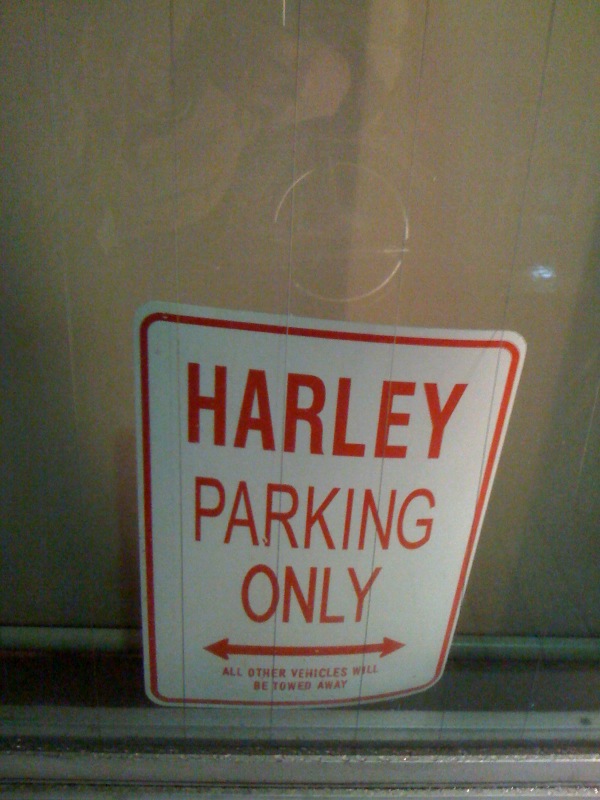 HARLEY
PARKING
ONLY
ALL OTHER VEHICLES WILL
BE TOWED AWAY